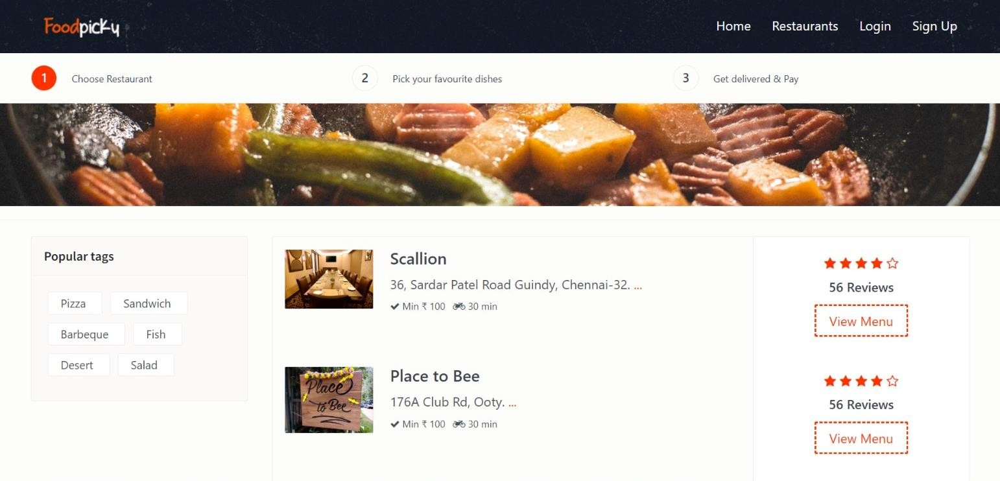 Foodpicky
Home Restaurants Login Sign Up
1 Choose Restaurant 2 Pick your favourite dishes 3 Get delivered & Pay
Popular tags
Pizza Sandwich
Barbeque Fish
Desert Salad
Scallion
36, Sardar Patel Road Guindy, Chennai-32. ...
Min ₹ 100 30 min
56 Reviews
View Menu
Place
to Bee
Place to Bee
176A Club Rd, Ooty. ...
Min ₹ 100 30 min
56 Reviews
View Menu